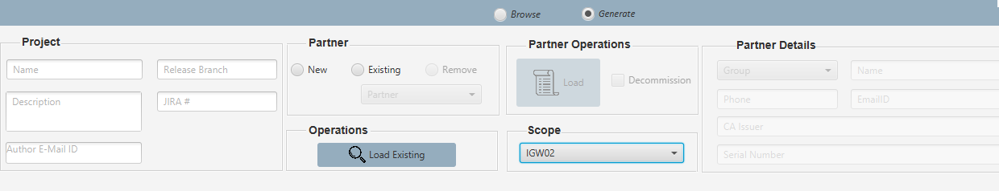 Browse
Generate
Project
Name
Release Branch
Description
JIRA #
Author E-Mail ID
Partner
New
Existing
Remove
Partner
Operations
Load Existing
Partner Operations
Load
Decommission
Scope
IGW02
Partner Details
Group
Name
Phone
EmailID
CA Issuer
Serial Number